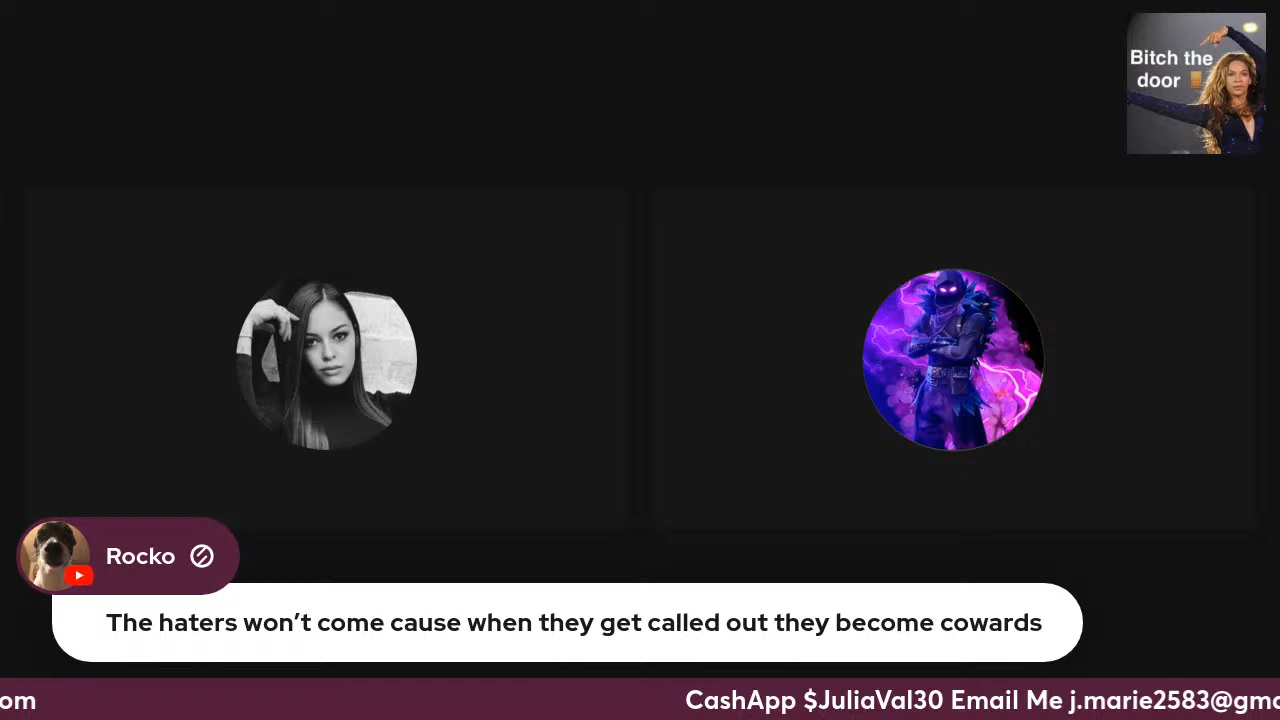 Bitch the
door
Rocko
The haters won’t come cause when they get called out they become cowards
om
CashApp $JuliaVal30 Email Me j.marie2583@gma